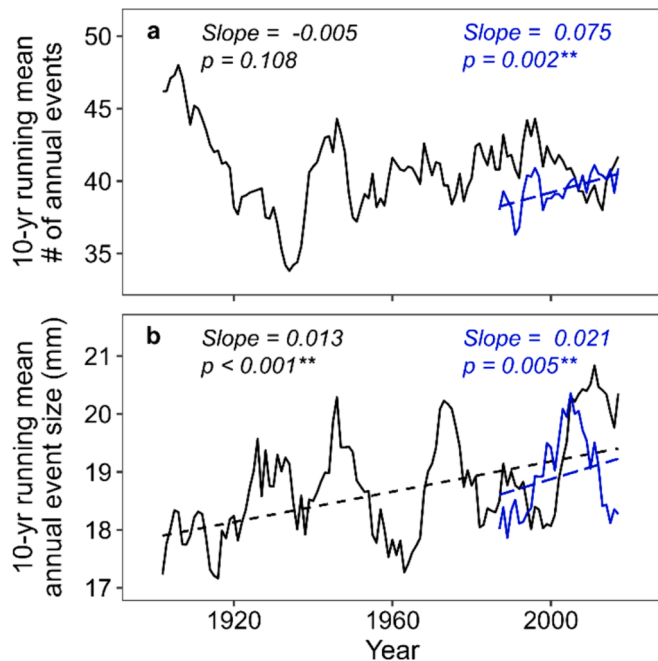 a
Slope = -0.005
p = 0.108
Slope = 0.075
p = 0.002**
10-yr running mean
# of annual events
50
45
40
35
b
Slope = 0.013
p < 0.001**
Slope = 0.021
p = 0.005**
10-yr running mean
annual event size (mm)
21
20
19
18
17
1920
1960
2000
Year